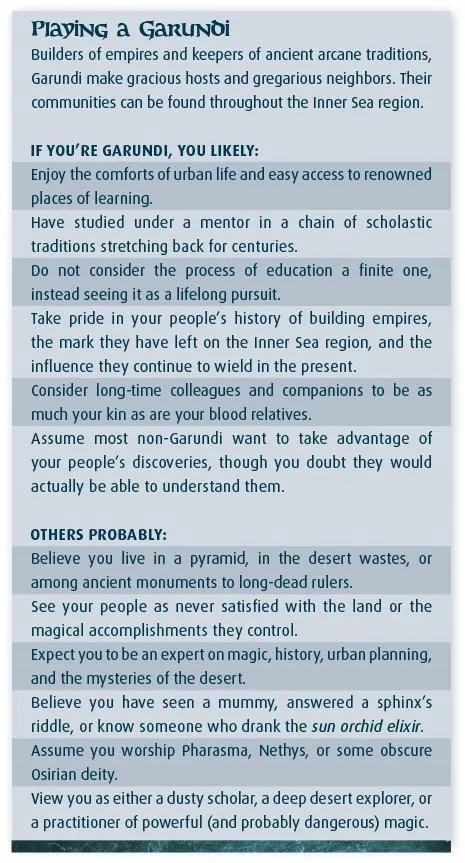 Playing a Garundi
Builders of empires and keepers of ancient arcane traditions,
Garundi make gracious hosts and gregarious neighbors. Their
communities can be found throughout the Inner Sea region.
IF YOU'RE GARUNDI, YOU LIKELY:
Enjoy the comforts of urban life and easy access to renowned
places of learning.
Have studied under a mentor in a chain of scholastic
traditions stretching back for centuries.
Do not consider the process of education a finite one,
instead seeing it as a lifelong pursuit.
Take pride in your people's history of building empires,
the mark they have left on the Inner Sea region, and the
influence they continue to wield in the present.
Consider long-time colleagues and companions to be as
much your kin as are your blood relatives.
Assume most non-Garundi want to take advantage of
your people's discoveries, though you doubt they would
actually be able to understand them.
OTHERS PROBABLY:
Believe you live in a pyramid, in the desert wastes, or
among ancient monuments to long-dead rulers.
See your people as never satisfied with the land or the
magical accomplishments they control.
Expect you to be an expert on magic, history, urban planning,
and the mysteries of the desert.
Believe you have seen a mummy, answered a sphinx's
riddle, or know someone who drank the sun orchid elixir.
Assume you worship Pharasma, Nethys, or some obscure
Osirian deity.
View you as either a dusty scholar, a deep desert explorer, or
a practitioner of powerful (and probably dangerous) magic.